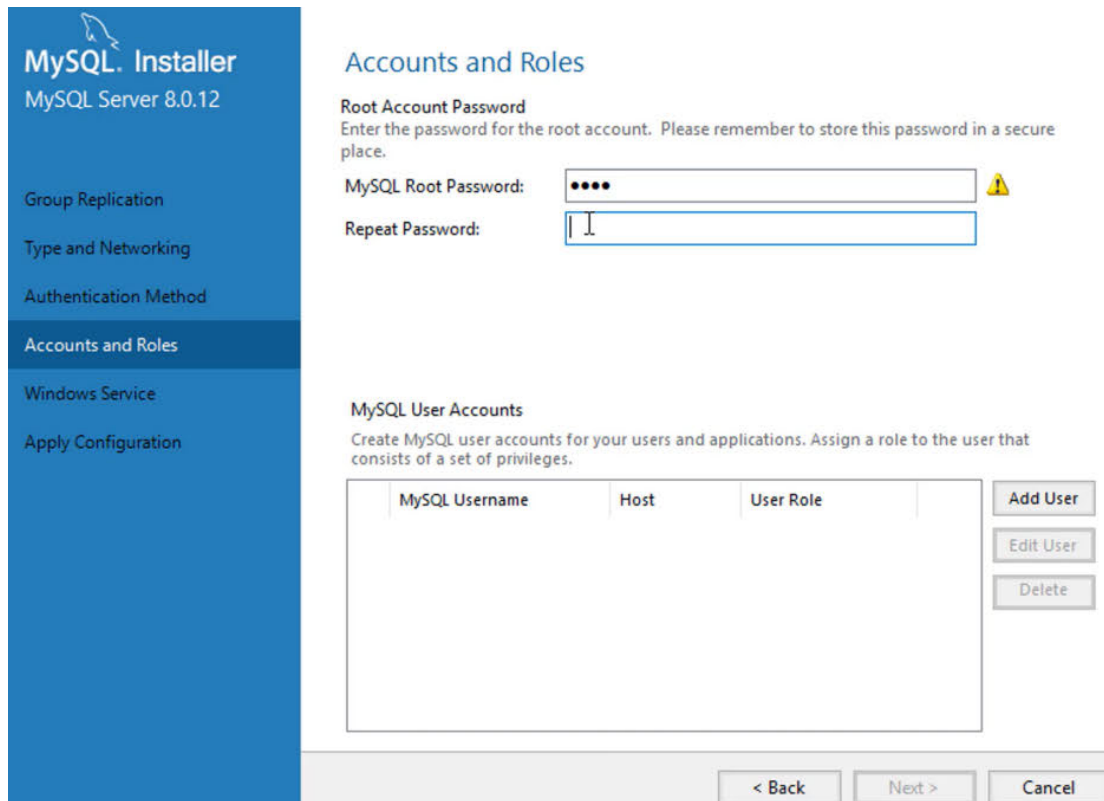 MySQL. Installer
MySQL Server 8.0.12
Group Replication
Type and Networking
Authentication Method
Accounts and Roles
Windows Service
Apply Configuration
Accounts and Roles
Root Account Password
Enter the password for the root account. Please remember to store this password in a secure
place.
MySQL Root Password: ••••
Repeat Password:
MySQL User Accounts
Create MySQL user accounts for your users and applications. Assign a role to the user that
consists of a set of privileges.
MySQL Username Host User Role
Add User
Edit User
Delete
< Back Next > Cancel